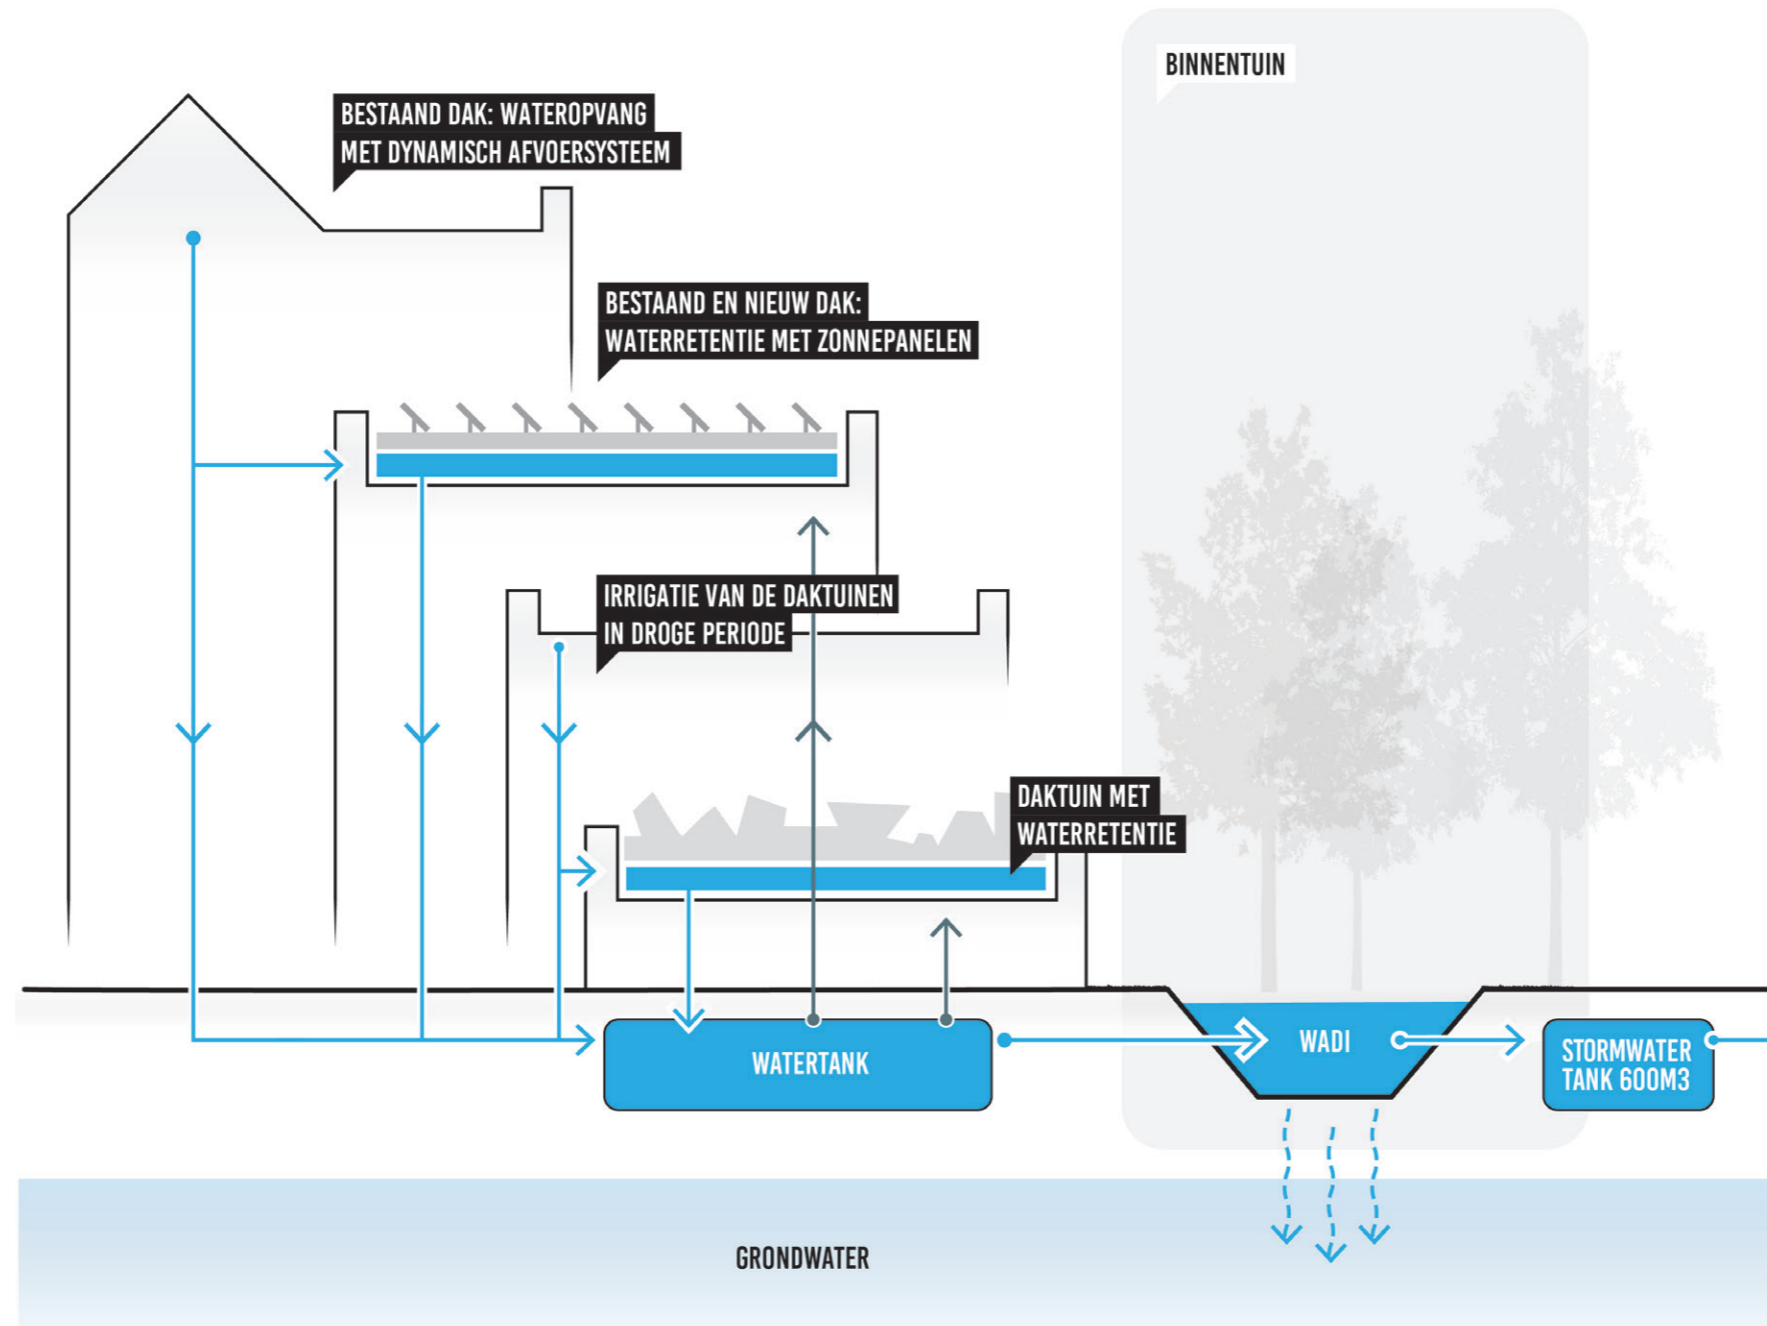 BINNENTUIN
BESTAAND DAK: WATEROPVANG
MET DYNAMISCH AFVOERSYSTEEM
BESTAAND EN NIEUW DAK:
WATERRETENTIE MET ZONNEPANELEN
IRRIGATIE VAN DE DAKTUINEN
IN DROGE PERIODE
DAKTUIN MET
WATERRETENTIE
WATERTANK
WADI
STORMWATER
TANK 600M3
GRONDWATER